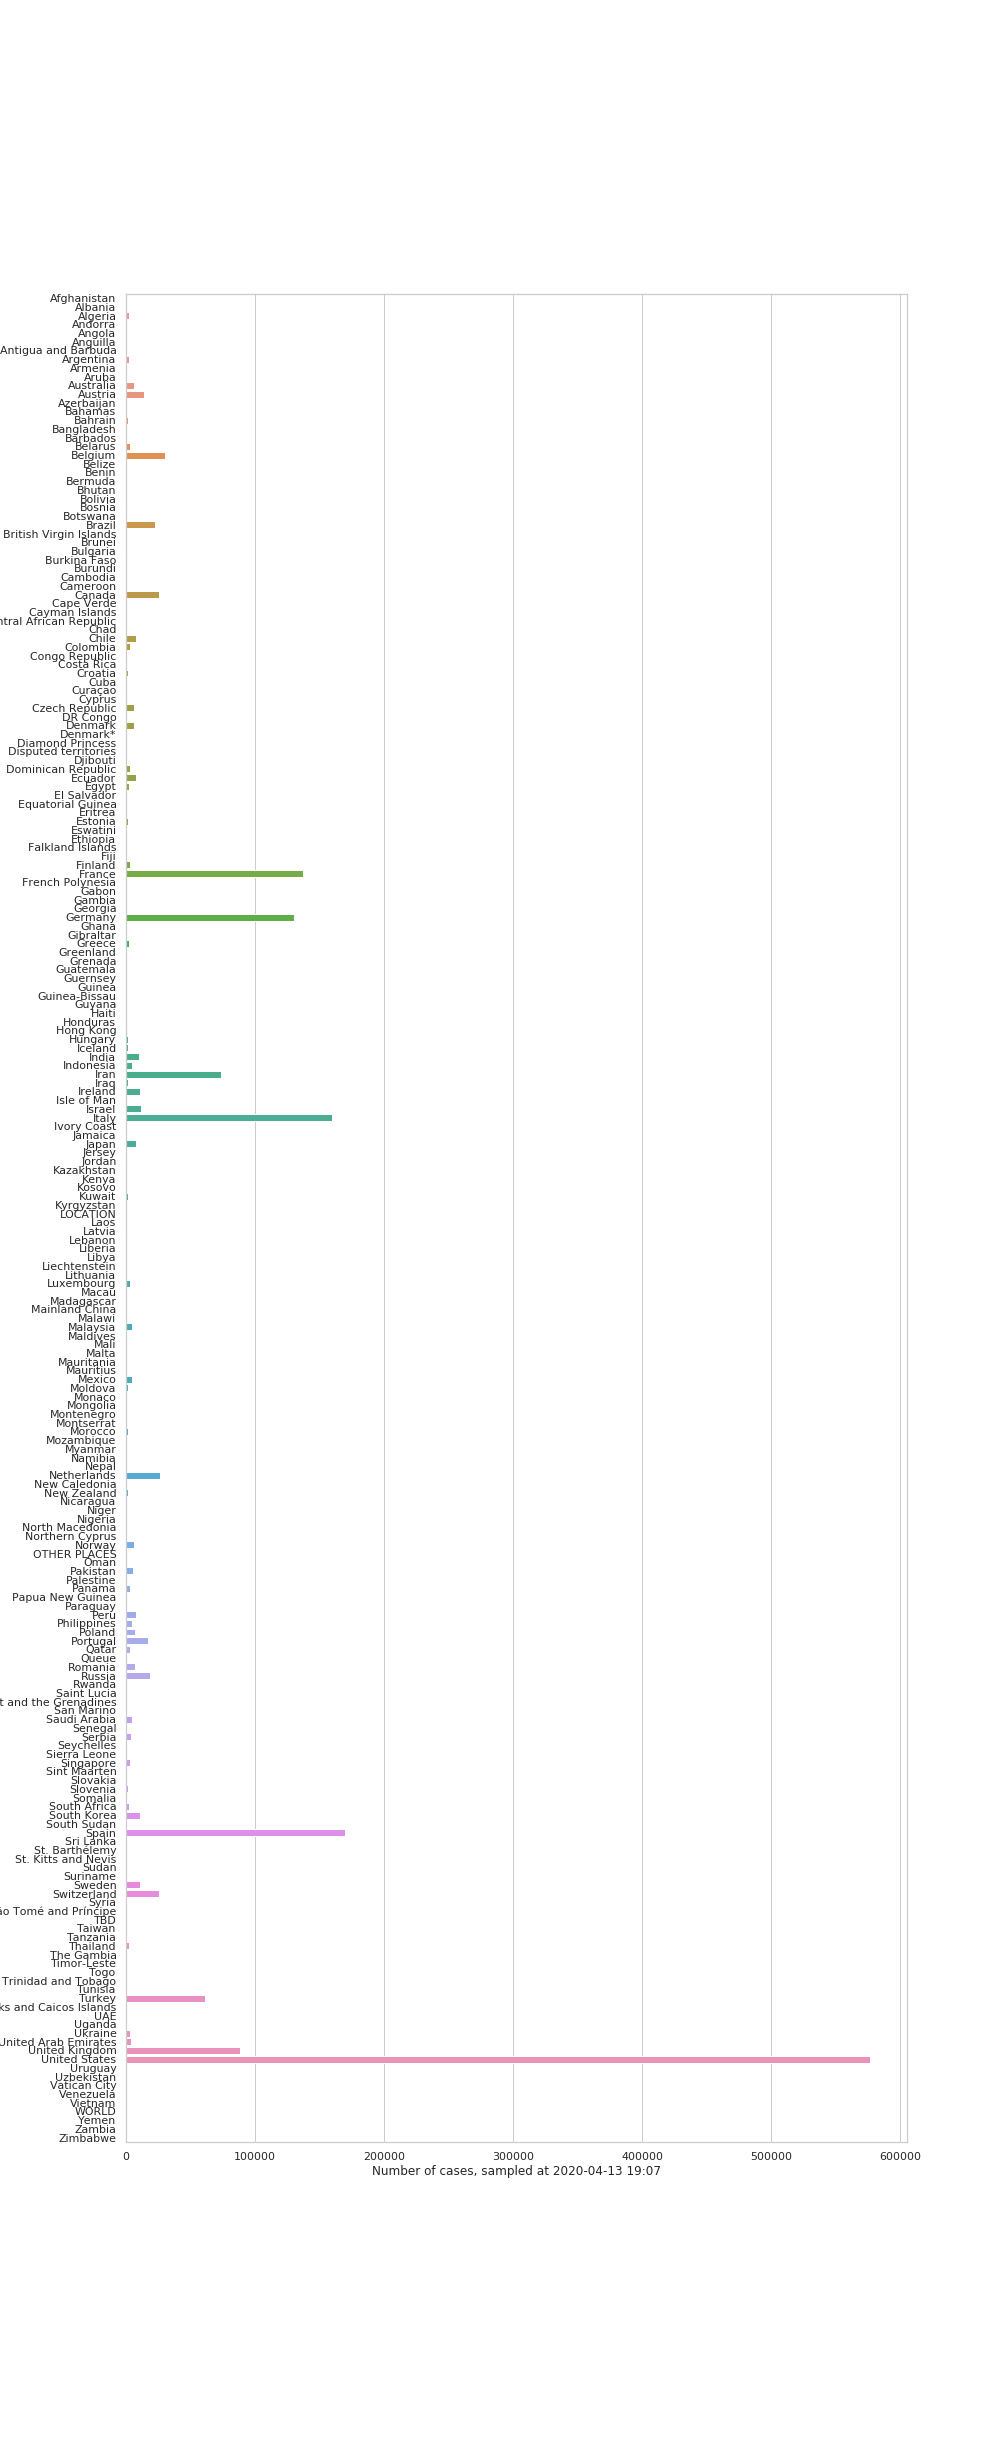 Afghanistan
Albania
Algeria
Andorra
Angola
Anguilla
Antigua and Barbuda
Argentina
Armenia
Aruba
Australia
Austria
Azerbaijan
Bahamas
Bahrain
Bangladesh
Barbados
Belarus
Belgium
Belize
Benin
Bermuda
Bhutan
Bolivia
Bosnia
Botswana
Brazil
British Virgin Islands
Brunei
Bulgaria
Burkina Faso
Burundi
Cambodia
Cameroon
Canada
Cape Verde
Cayman Islands
ntral African Republic
Chad
Chile
Colombia
Congo Republic
Costa Rica
Croatia
Cuba
Curaçao
Cyprus
Czech Republic
DR Congo
Denmark
Denmark*
Diamond Princess
Disputed territories
Djibouti
Dominican Republic
Ecuador
Egypt
El Salvador
Equatorial Guinea
Eritrea
Estonia
Eswatini
Ethiopia
Falkland Islands
Fiji
Finland
France
French Polynesia
Gabon
Gambia
Georgia
Germany
Ghana
Gibraltar
Greece
Greenland
Grenada
Guatemala
Guernsey
Guinea
Guinea-Bissau
Guyana
Haiti
Honduras
Hong Kong
Hungary
Iceland
India
Indonesia
Iran
Iraq
Ireland
Isle of Man
Israel
Italy
Ivory Coast
Jamaica
Japan
Jersey
Jordan
Kazakhstan
Kenya
Kosovo
Kuwait
Kyrgyzstan
LOCATION
Laos
Latvia
Lebanon
Liberia
Libya
Liechtenstein
Lithuania
Luxembourg
Macau
Madagascar
Mainland China
Malawi
Malaysia
Maldives
Mali
Malta
Mauritania
Mauritius
Mexico
Moldova
Monaco
Mongolia
Montenegro
Montserrat
Morocco
Mozambique
Myanmar
Namibia
Nepal
Netherlands
New Caledonia
New Zealand
Nicaragua
Niger
Nigeria
North Macedonia
Northern Cyprus
Norway
OTHER PLACES
Oman
Pakistan
Palestine
Panama
Papua New Guinea
Paraguay
Peru
Philippines
Poland
Portugal
Qatar
Queue
Romania
Russia
Rwanda
Saint Lucia
t and the Grenadines
San Marino
Saudi Arabia
Senegal
Serbia
Seychelles
Sierra Leone
Singapore
Sint Maarten
Slovakia
Slovenia
Somalia
South Africa
South Korea
South Sudan
Spain
Sri Lanka
St. Barthélemy
St. Kitts and Nevis
Sudan
Suriname
Sweden
Switzerland
Syria
ão Tomé and Príncipe
TBD
Taiwan
Tanzania
Thailand
The Gambia
Timor-Leste
Togo
Trinidad and Tobago
Tunisia
Turkey
ks and Caicos Islands
UAE
Uganda
Ukraine
United Arab Emirates
United Kingdom
United States
Uruguay
Uzbekistan
Vatican City
Venezuela
Vietnam
WORLD
Yemen
Zambia
Zimbabwe
0 100000 200000 300000 400000 500000 600000
Number of cases, sampled at 2020-04-13 19:07